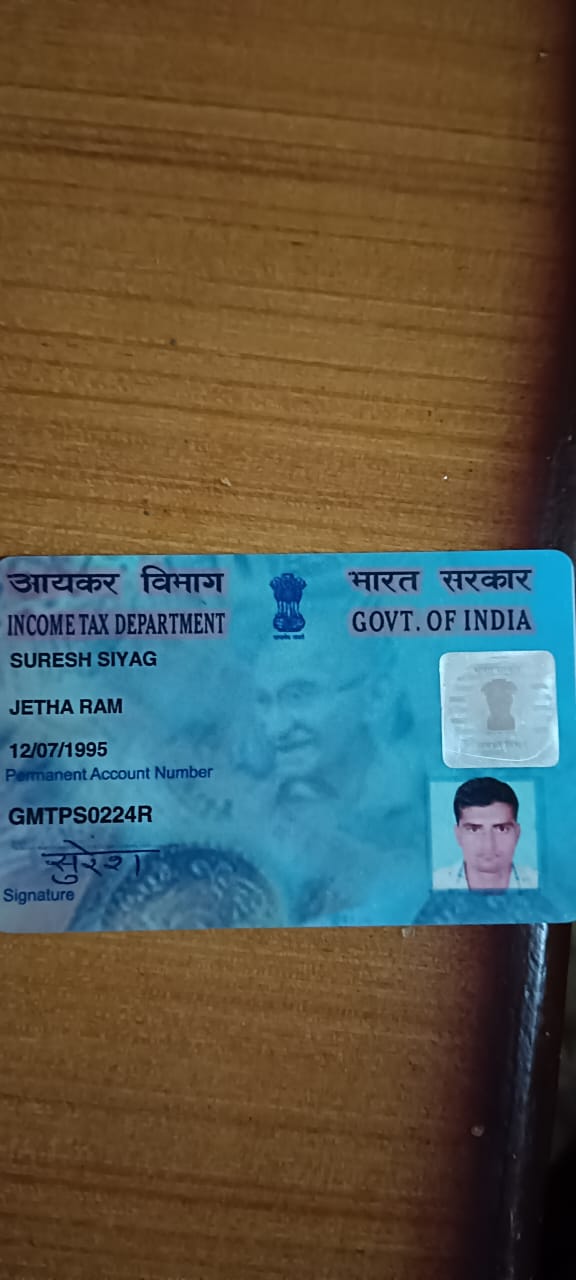 आयकर विभाग
भारत सरकार
INCOME TAX DEPARTMENT
GOVT. OF INDIA
SURESH SIYAG
JETHA RAM
12/07/1995
Permanent Account Number
GMTPS0224R
सुरेश
Signature